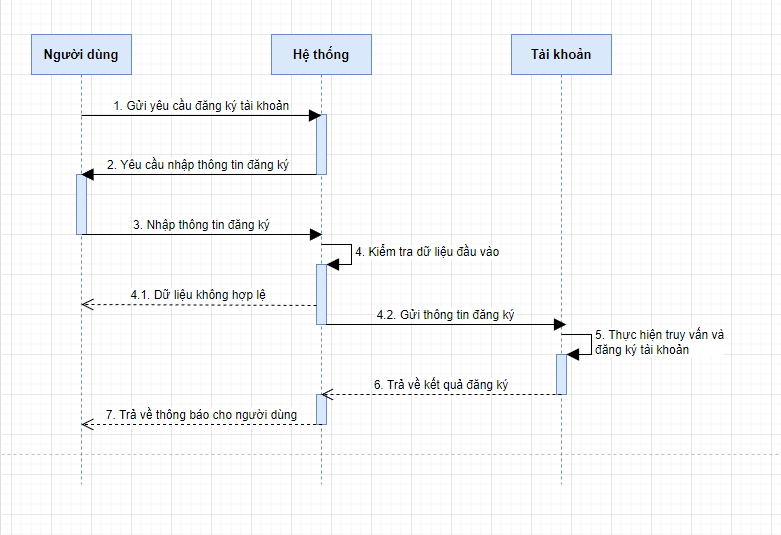 Người dùng
Hệ thống
Tài khoản
1. Gửi yêu cầu đăng ký tài khoản
2. Yêu cầu nhập thông tin đăng ký
3. Nhập thông tin đăng ký
4. Kiểm tra dữ liệu đầu vào
4.1. Dữ liệu không hợp lệ
4.2. Gửi thông tin đăng ký
5. Thực hiện truy vấn và
đăng ký tài khoản
6. Trả về kết quả đăng ký
7. Trả về thông báo cho người dùng